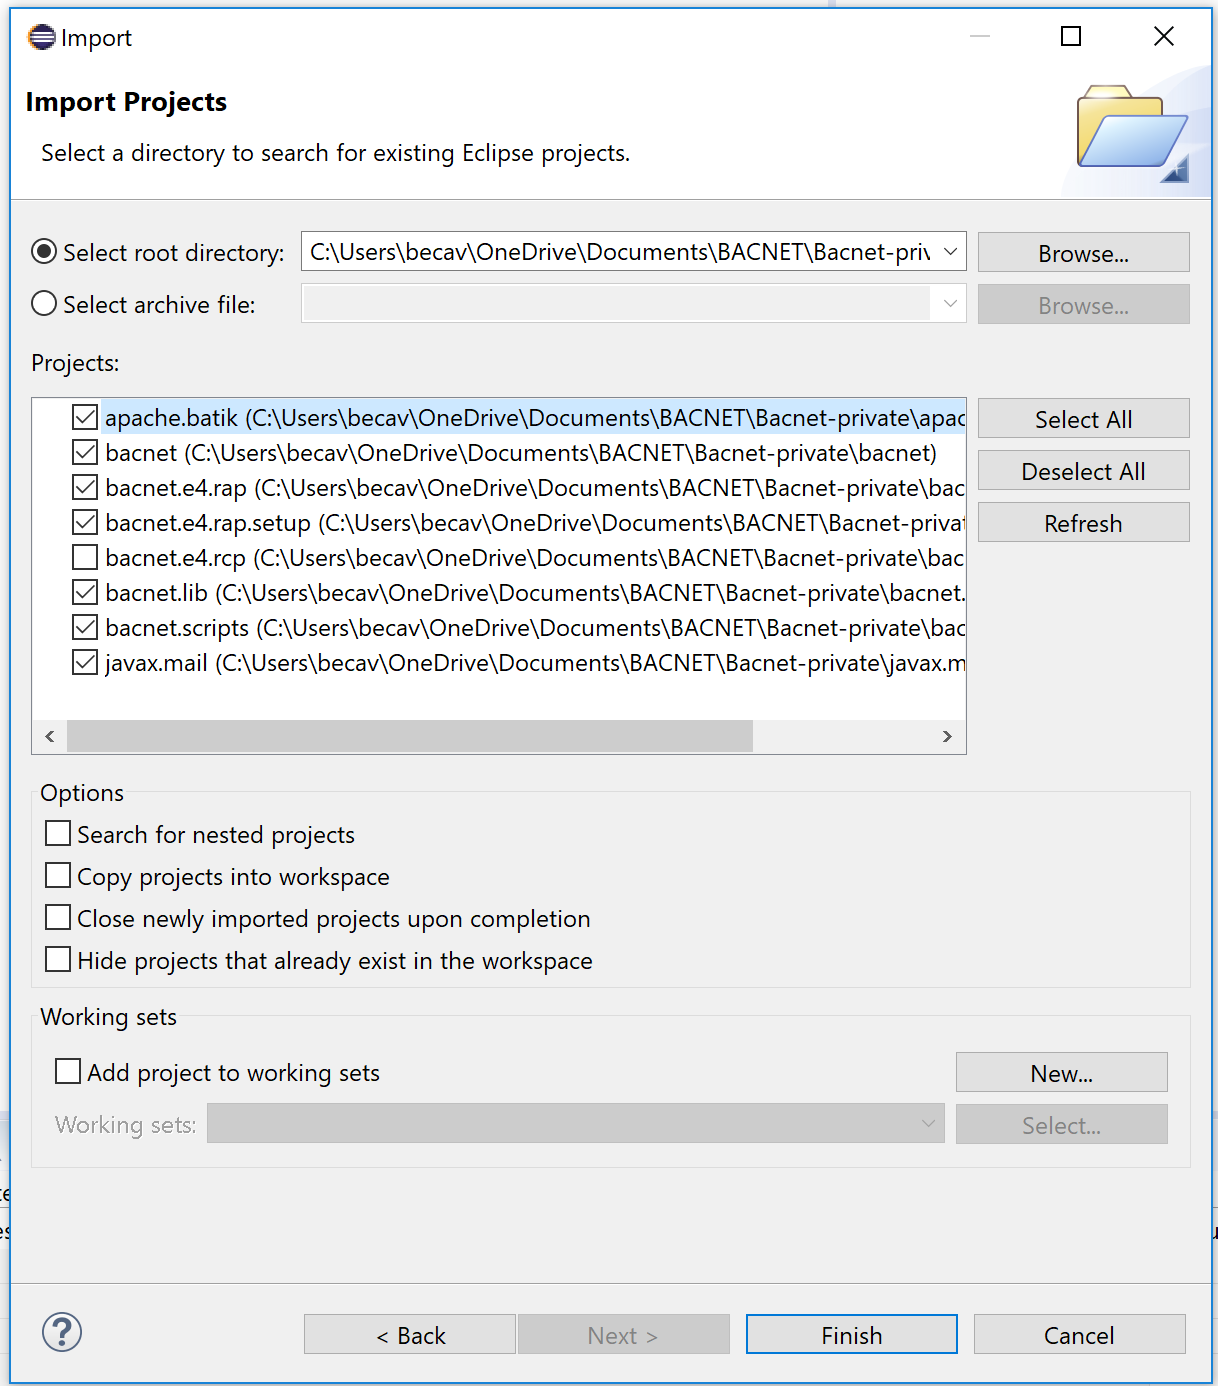 Import
Import Projects
Select a directory to search for existing Eclipse projects.
Select root directory: C:\Users\becav\OneDrive\Documents\BACNET\Bacnet-priv Browse...
Select archive file: Browse...
Projects:
apache.batik (C:\Users\becav\OneDrive\Documents\BACNET\Bacnet-private\apac
Select All
bacnet (C:\Users\becav\OneDrive\Documents\BACNET\Bacnet-private\bacnet)
Deselect All
bacnet.e4.rap (C:\Users\becav\OneDrive\Documents\BACNET\Bacnet-private\bac
bacnet.e4.rap.setup (C:\Users\becav\OneDrive\Documents\BACNET\Bacnet-privat
Refresh
bacnet.e4.rcp (C:\Users\becav\OneDrive\Documents\BACNET\Bacnet-private\bac
bacnet.lib (C:\Users\becav\OneDrive\Documents\BACNET\Bacnet-private\bacnet.
bacnet.scripts (C:\Users\becav\OneDrive\Documents\BACNET\Bacnet-private\bac
javax.mail (C:\Users\becav\OneDrive\Documents\BACNET\Bacnet-private\javax.m
Options
Search for nested projects
Copy projects into workspace
Close newly imported projects upon completion
Hide projects that already exist in the workspace
Working sets
Add project to working sets New...
Working sets: Select...
? < Back Next > Finish Cancel